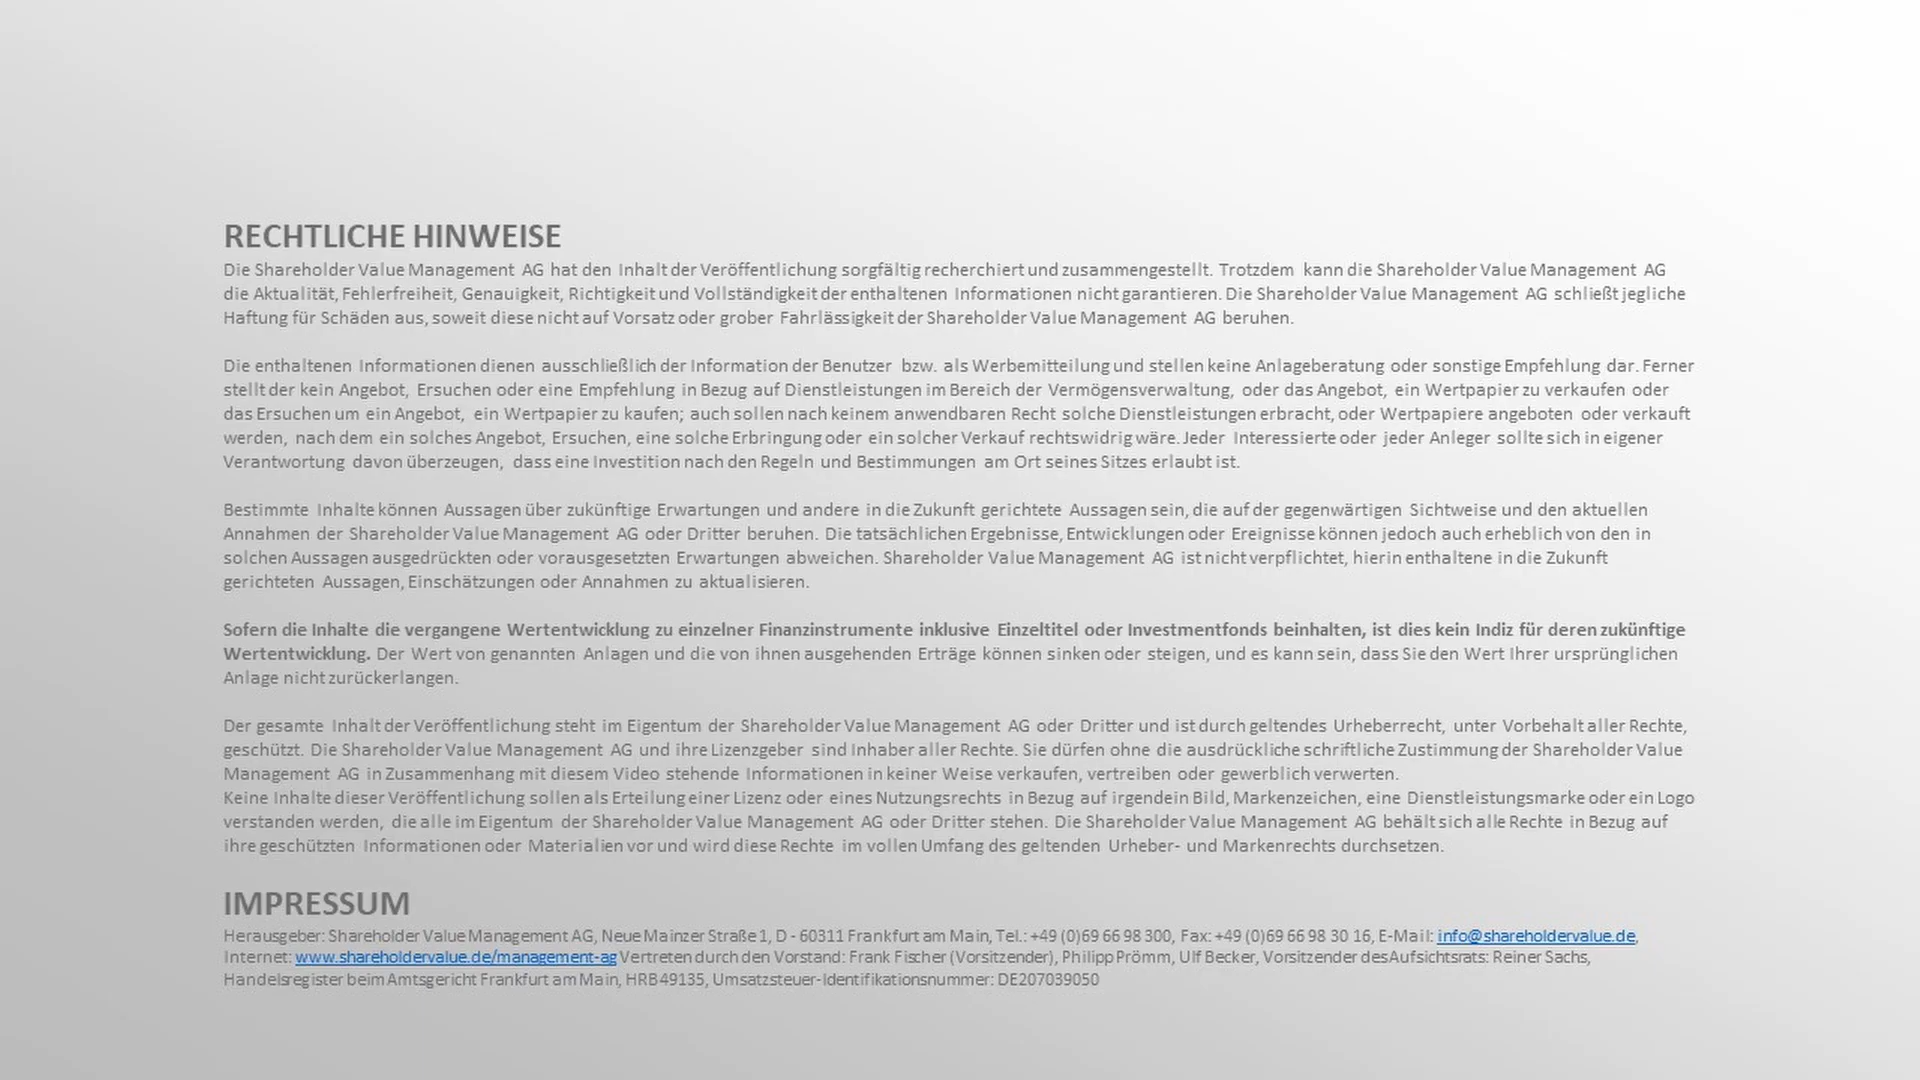 RECHTLICHE HINWEISE
Die Shareholder Value Management AG hat den Inhalt der Veröffentlichung sorgfältig recherchiert und zusammengestellt. Trotzdem kann die Shareholder Value Management AG
die Aktualität, Fehlerfreiheit, Genauigkeit, Richtigkeit und Vollständigkeit der enthaltenen Informationen nicht garantieren. Die Shareholder Value Management AG schließt jegliche
Haftung für Schäden aus, soweit diese nicht auf Vorsatz oder grober Fahrlässigkeit der Shareholder Value Management AG beruhen.
Die enthaltenen Informationen dienen ausschließlich der Information der Benutzer bzw. als Werbemitteilung und stellen keine Anlageberatung oder sonstige Empfehlung dar. Ferner
stellt der kein Angebot, Ersuchen oder eine Empfehlung in Bezug auf Dienstleistungen im Bereich der Vermögensverwaltung, oder das Angebot, ein Wertpapier zu verkaufen oder
das Ersuchen um ein Angebot, ein Wertpapier zu kaufen; auch sollen nach keinem anwendbaren Recht solche Dienstleistungen erbracht, oder Wertpapiere angeboten oder verkauft
werden, nach dem ein solches Angebot, Ersuchen, eine solche Erbringung oder ein solcher Verkauf rechtswidrig wäre. Jeder Interessierte oder jeder Anleger sollte sich in eigener
Verantwortung davon überzeugen, dass eine Investition nach den Regeln und Bestimmungen am Ort seines Sitzes erlaubt ist.
Bestimmte Inhalte können Aussagen über zukünftige Erwartungen und andere in die Zukunft gerichtete Aussagen sein, die auf der gegenwärtigen Sichtweise und den aktuellen
Annahmen der Shareholder Value Management AG oder Dritter beruhen. Die tatsächlichen Ergebnisse, Entwicklungen oder Ereignisse können jedoch auch erheblich von den in
solchen Aussagen ausgedrückten oder vorausgesetzten Erwartungen abweichen. Shareholder Value Management AG ist nicht verpflichtet, hierin enthaltene in die Zukunft
gerichteten Aussagen, Einschätzungen oder Annahmen zu aktualisieren.
Sofern die Inhalte die vergangene Wertentwicklung zu einzelner Finanzinstrumente inklusive Einzeltitel oder Investmentfonds beinhalten, ist dies kein Indiz für deren zukünftige
Wertentwicklung. Der Wert von genannten Anlagen und die von ihnen ausgehenden Erträge können sinken oder steigen, und es kann sein, dass Sie den Wert Ihrer ursprünglichen
Anlage nicht zurückerlangen.
Der gesamte Inhalt der Veröffentlichung steht im Eigentum der Shareholder Value Management AG oder Dritter und ist durch geltendes Urheberrecht, unter Vorbehalt aller Rechte,
geschützt. Die Shareholder Value Management AG und ihre Lizenzgeber sind Inhaber aller Rechte. Sie dürfen ohne die ausdrückliche schriftliche Zustimmung der Shareholder Value
Management AG in Zusammenhang mit diesem Video stehende Informationen in keiner Weise verkaufen, vertreiben oder gewerblich verwerten.
Keine Inhalte dieser Veröffentlichung sollen als Erteilung einer Lizenz oder eines Nutzungsrechts in Bezug auf irgendein Bild, Markenzeichen, eine Dienstleistungsmarke oder ein Logo
verstanden werden, die alle im Eigentum der Shareholder Value Management AG oder Dritter stehen. Die Shareholder Value Management AG behält sich alle Rechte in Bezug auf
ihre geschützten Informationen oder Materialien vor und wird diese Rechte im vollen Umfang des geltenden Urheber- und Markenrechts durchsetzen.
IMPRESSUM
Herausgeber: Shareholder Value Management AG, Neue Mainzer Straße 1, D - 60311 Frankfurt am Main, Tel.: +49 (0)69 66 98 300, Fax: +49 (0)69 66 98 30 16, E-Mail: info@shareholdervalue.de,
Internet: www.shareholdervalue.de/management-ag Vertreten durch den Vorstand: Frank Fischer (Vorsitzender), Philipp Prömm, Ulf Becker, Vorsitzender des Aufsichtsrats: Reiner Sachs,
Handelsregister beim Amtsgericht Frankfurt am Main, HRB 49135, Umsatzsteuer-Identifikationsnummer: DE207039050